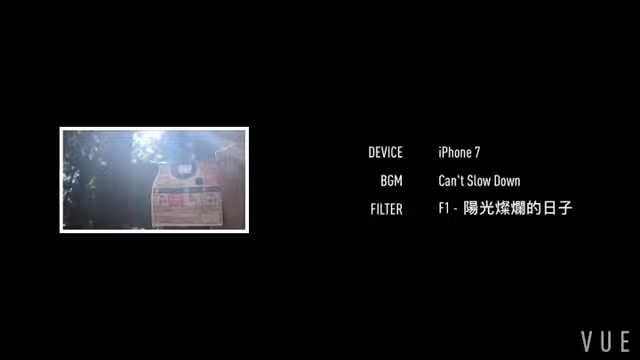 DEVICE iPhone 7
BGM Can't Slow Down
FILTER F1 - 陽光燦爛的日子
VUE